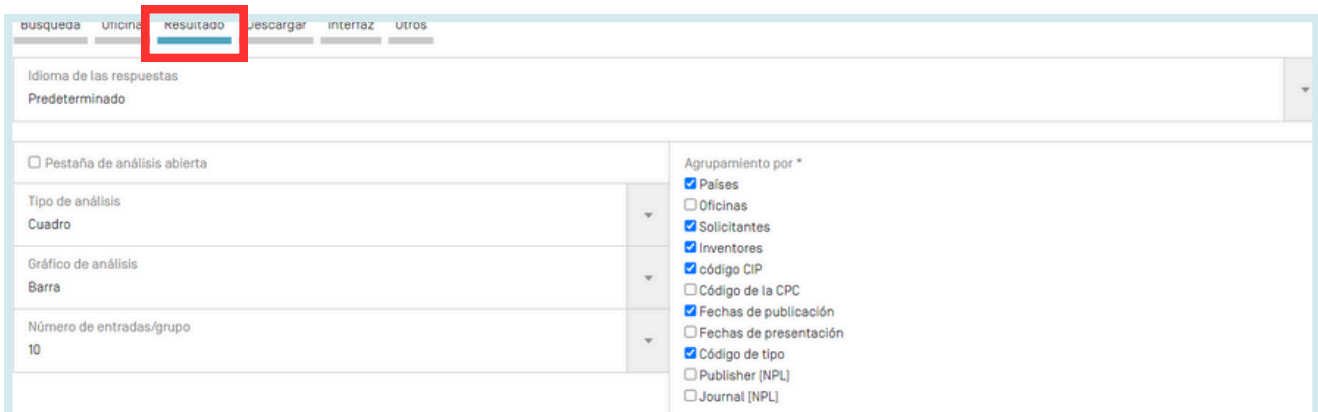 Búsqueda Oficina Resultado Descargar Interfaz Otros
Idioma de las respuestas
Predeterminado
Pestaña de análisis abierta
Tipo de análisis
Cuadro
Gráfico de análisis
Barra
Número de entradas/grupo
10
Agrupamiento por *
Países
Oficinas
Solicitantes
Inventores
código CIP
Código de la CPC
Fechas de publicación
Fechas de presentación
Código de tipo
Publisher [NPL]
Journal [NPL]